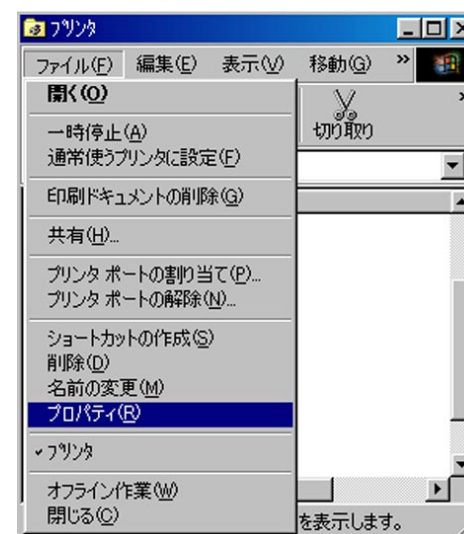 プリンタ
ファイル(F) 編集(E) 表示(V) 移動(G) »
開く(O)
切り取り
一時停止(A)
通常使うプリンタに設定(F)
印刷ドキュメントの削除(G)
共有(H)...
プリンタ ポートの割り当て(P)...
プリンタ ポートの解除(N)...
ショートカットの作成(S)
削除(D)
名前の変更(M)
プロパティ(R)
プリンタ
オフライン作業(W)
閉じる(C)
を表示します。